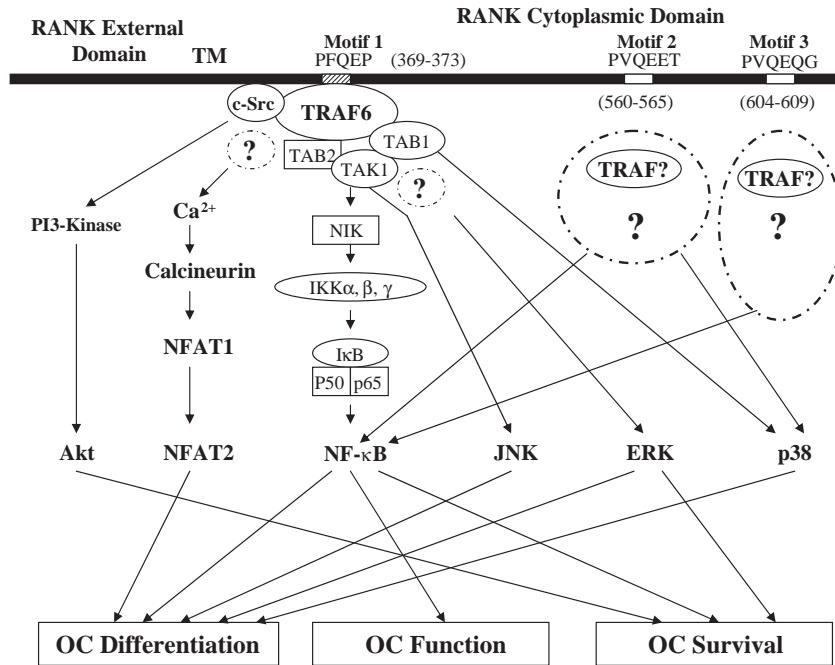 RANK Cytoplasmic Domain
RANK External
Domain
TM
Motif 1
PFQEP
(369-373)
Motif 2
PVQEET
Motif 3
PVQEQG
(560-565)
(604-609)
c-Src
TRAF6
TAB1
TAB2
TAK1
?
?
TRAF?
?
TRAF?
?
PI3-Kinase
Ca²⁺
NIK
Calcineurin
IKKα, β, γ
NFAT1
IκB
P50
p65
Akt
NFAT2
NF-κB
JNK
ERK
p38
OC Differentiation
OC Function
OC Survival